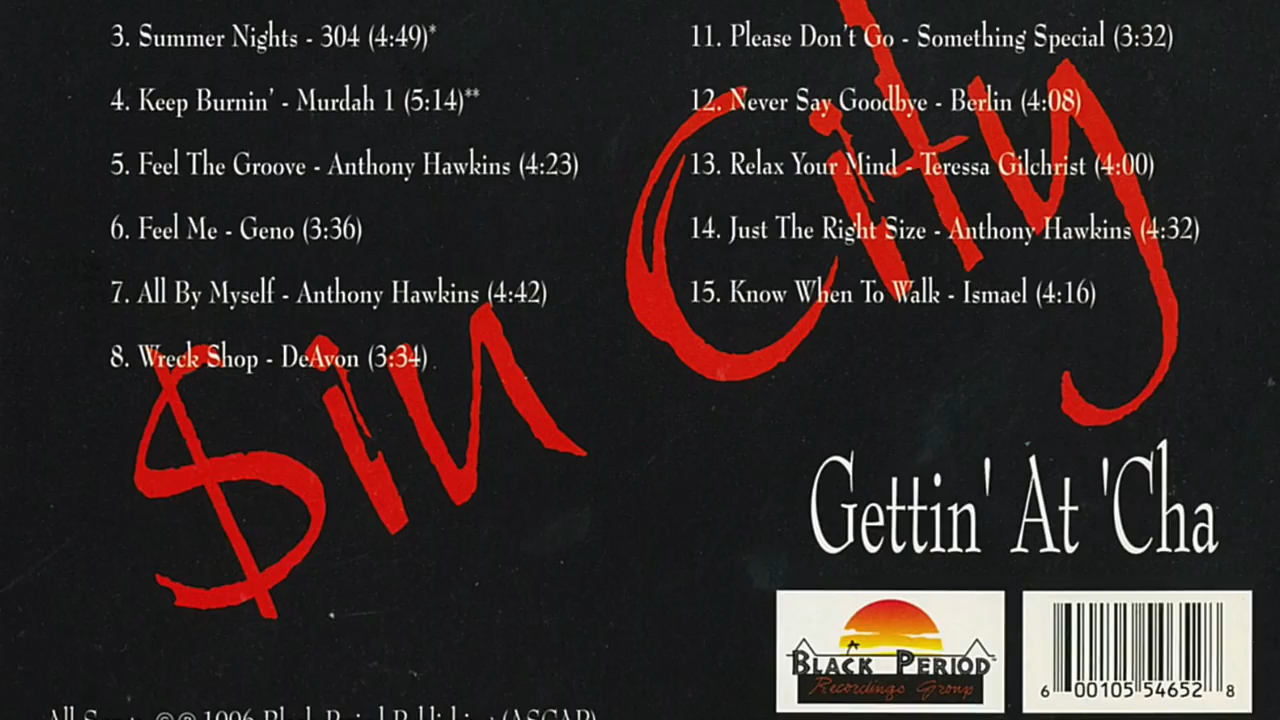 3. Summer Nights - 304 (4:49)*
4. Keep Burnin' - Murdah 1 (5:14)**
5. Feel The Groove - Anthony Hawkins (4:23)
6. Feel Me - Geno (3:36)
7. All By Myself - Anthony Hawkins (4:42)
8. Wreck Shop - DeAvon (3:34)
11. Please Don't Go - Something Special (3:32)
12. Never Say Goodbye - Berlin (4:08)
13. Relax Your Mind - Teressa Gilchrist (4:00)
14. Just The Right Size - Anthony Hawkins (4:32)
15. Know When To Walk - Ismael (4:16)
$in City
Gettin' At 'Cha
BLACK PERIOD
Recordings Group
6 00105 54652 8